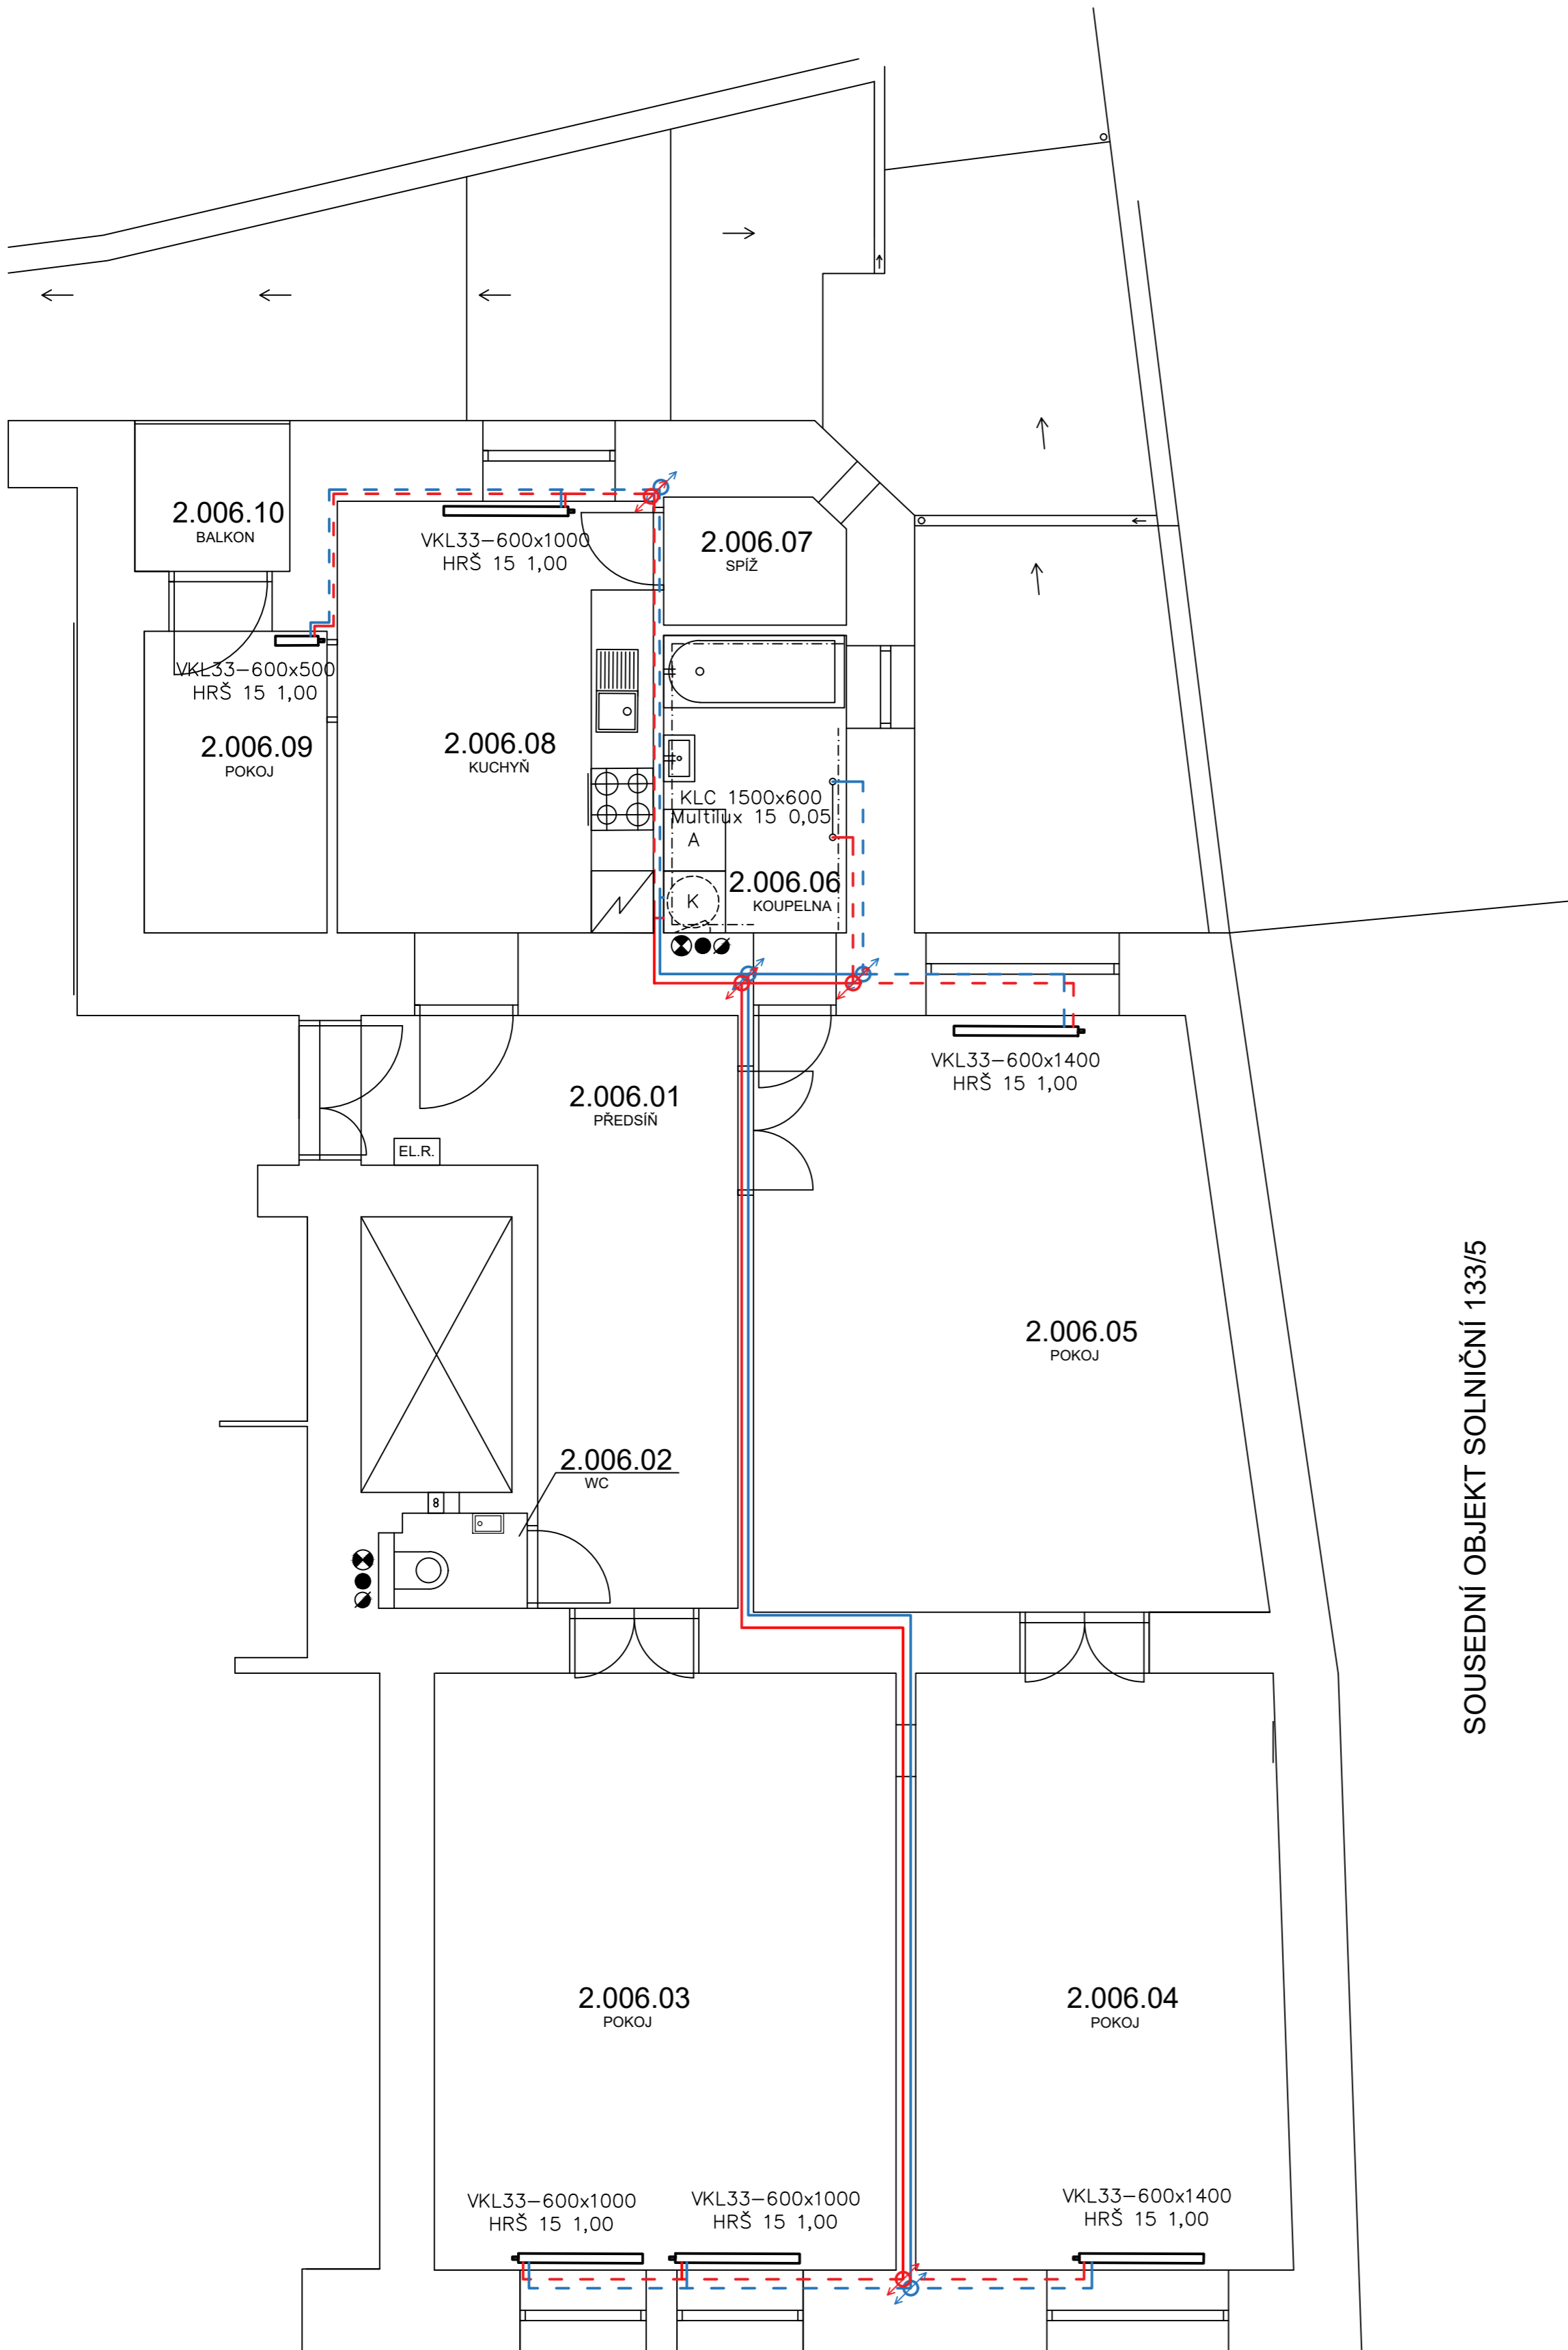 2.006.10
BALKON
VKL33-600x1000
HRŠ 15 1,00
2.006.07
SPÍŽ
VKL33-600x500
HRŠ 15 1,00
2.006.09
POKOJ
2.006.08
KUCHYŇ
KLC 1500x600
Multilux 15 0,05
A
K
2.006.06
KOUPELNA
VKL33-600x1400
HRŠ 15 1,00
2.006.01
PŘEDSÍŇ
EL.R.
2.006.05
POKOJ
SOUSEDNÍ OBJEKT SOLNIČNÍ 133/5
2.006.02
WC
8
2.006.03
POKOJ
2.006.04
POKOJ
VKL33-600x1000
HRŠ 15 1,00
VKL33-600x1000
HRŠ 15 1,00
VKL33-600x1400
HRŠ 15 1,00